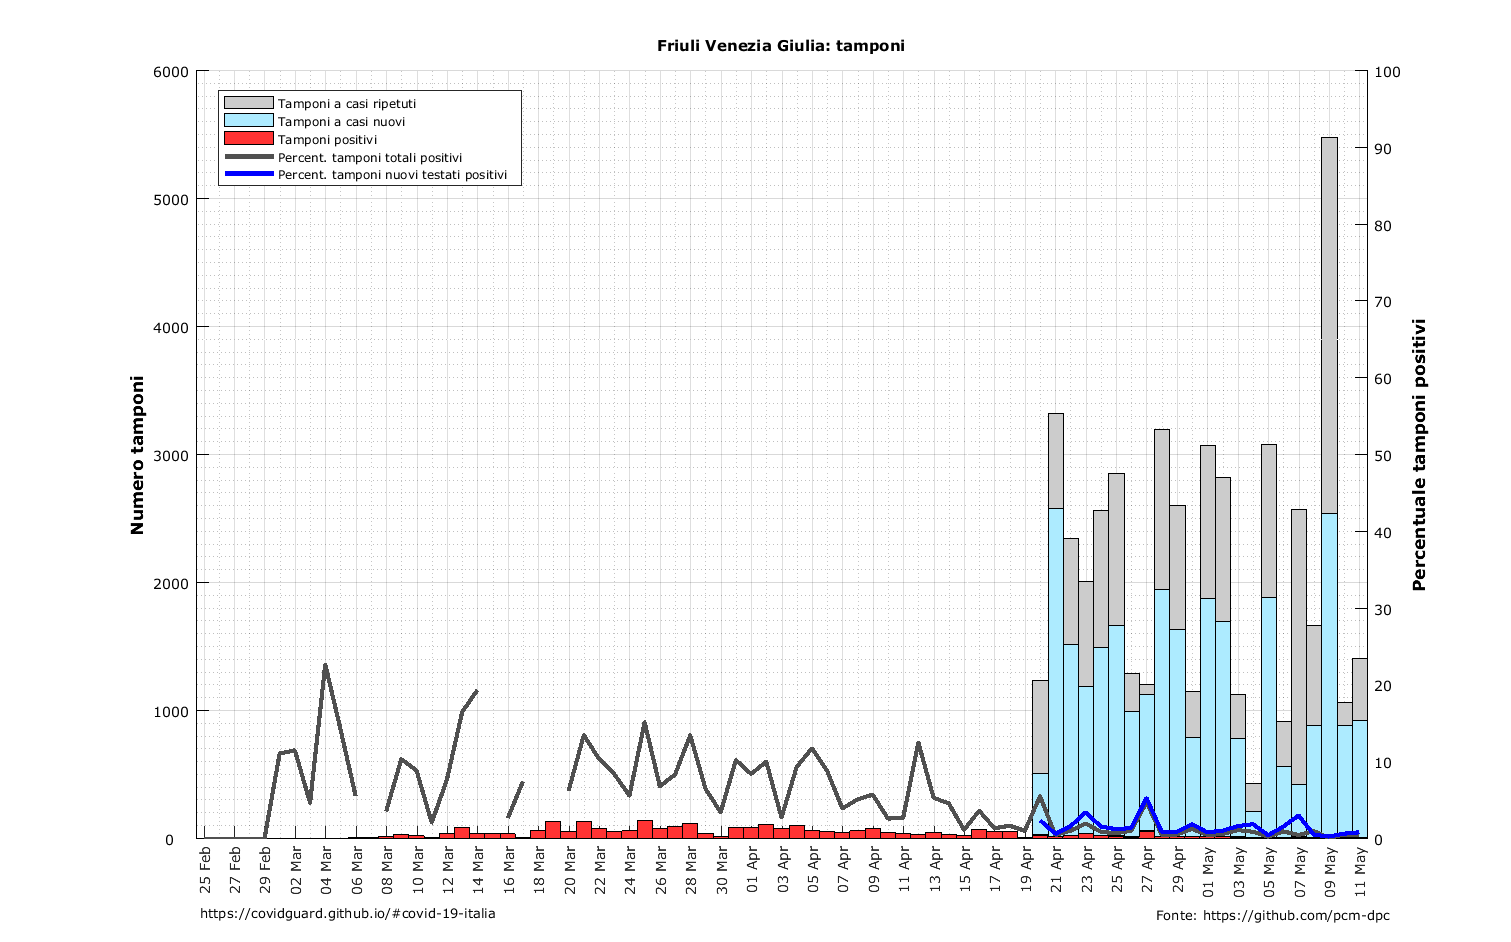 Friuli Venezia Giulia: tamponi
6000
5000
4000
3000
2000
1000
0
Numero tamponi
Tamponi a casi ripetuti
Tamponi a casi nuovi
Tamponi positivi
Percent. tamponi totali positivi
Percent. tamponi nuovi testati positivi
100
90
80
70
60
50
40
30
20
10
0
Percentuale tamponi positivi
25 Feb
27 Feb
29 Feb
02 Mar
04 Mar
06 Mar
08 Mar
10 Mar
12 Mar
14 Mar
16 Mar
18 Mar
20 Mar
22 Mar
24 Mar
26 Mar
28 Mar
30 Mar
01 Apr
03 Apr
05 Apr
07 Apr
09 Apr
11 Apr
13 Apr
15 Apr
17 Apr
19 Apr
21 Apr
23 Apr
25 Apr
27 Apr
29 Apr
01 May
03 May
05 May
07 May
09 May
11 May
https://covidguard.github.io/#covid-19-italia
Fonte: https://github.com/pcm-dpc